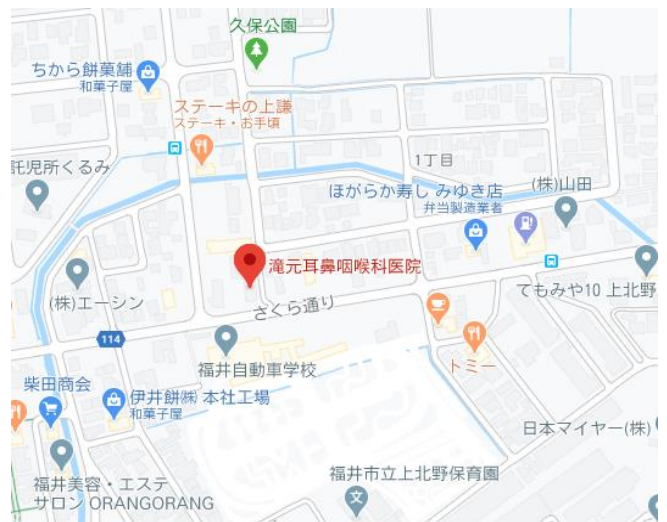 久保公園
ちから餅菓舗
和菓子屋
ステーキの上謙
ステーキ・お手頃
託児所くるみ
1丁目
ほがらか寿し みゆき店
弁当製造業者
(株)山田
滝元耳鼻咽喉科医院
(株)エーシン
さくら通り
てもみや10 上北野
114
福井自動車学校
トミー
柴田商会
伊井餅㈱ 本社工場
和菓子屋
日本マイヤー(株)
福井美容・エステ
サロン ORANGORANG
福井市立上北野保育園
文